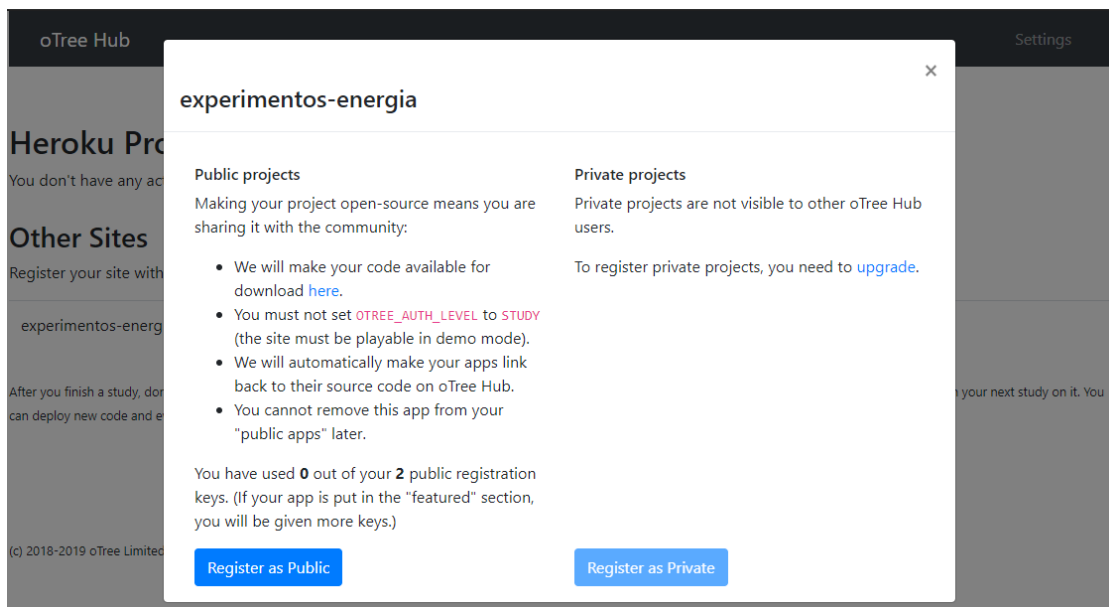 oTree Hub
Settings
×
experimentos-energia
Heroku Pro
You don't have any ac
Other Sites
Register your site with
experimentos-energ
After you finish a study, don
n your next study on it. You
can deploy new code and e
(c) 2018-2019 oTree Limited
Public projects
Making your project open-source means you are
sharing it with the community:
• We will make your code available for
download here.
• You must not set OTREE_AUTH_LEVEL to STUDY
(the site must be playable in demo mode).
• We will automatically make your apps link
back to their source code on oTree Hub.
• You cannot remove this app from your
"public apps" later.
You have used 0 out of your 2 public registration
keys. (If your app is put in the "featured" section,
you will be given more keys.)
Register as Public
Private projects
Private projects are not visible to other oTree Hub
users.
To register private projects, you need to upgrade.
Register as Private